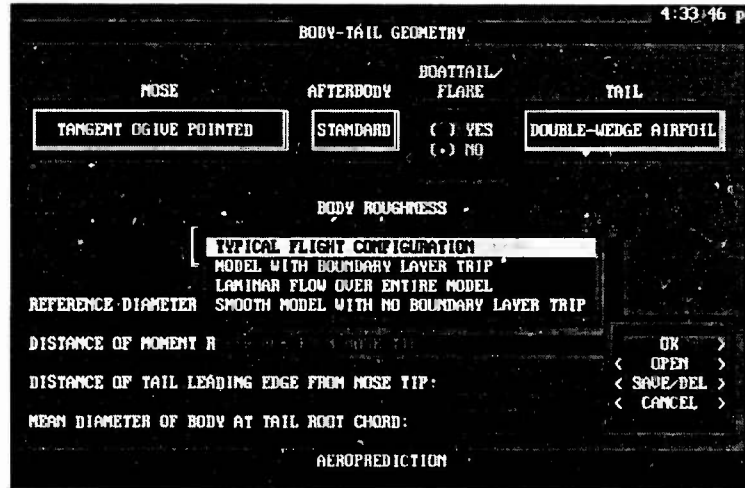 4:33:46 p
BODY-TAIL GEOMETRY
NOSE
AFTERBODY
BOATTAIL/
FLARE
TAIL
TANGENT OGIVE POINTED
STANDARD
( ) YES
(•) NO
DOUBLE-WEDGE AIRFOIL
BODY ROUGHNESS
TYPICAL FLIGHT CONFIGURATION
MODEL WITH BOUNDARY LAYER TRIP
LAMINAR FLOW OVER ENTIRE MODEL
SMOOTH MODEL WITH NO BOUNDARY LAYER TRIP
REFERENCE DIAMETER
DISTANCE OF MOMENT R
DISTANCE OF TAIL LEADING EDGE FROM NOSE TIP:
MEAN DIAMETER OF BODY AT TAIL ROOT CHORD:
OK >
< OPEN >
< SAVE/DEL >
< CANCEL >
AEROPREDICTION